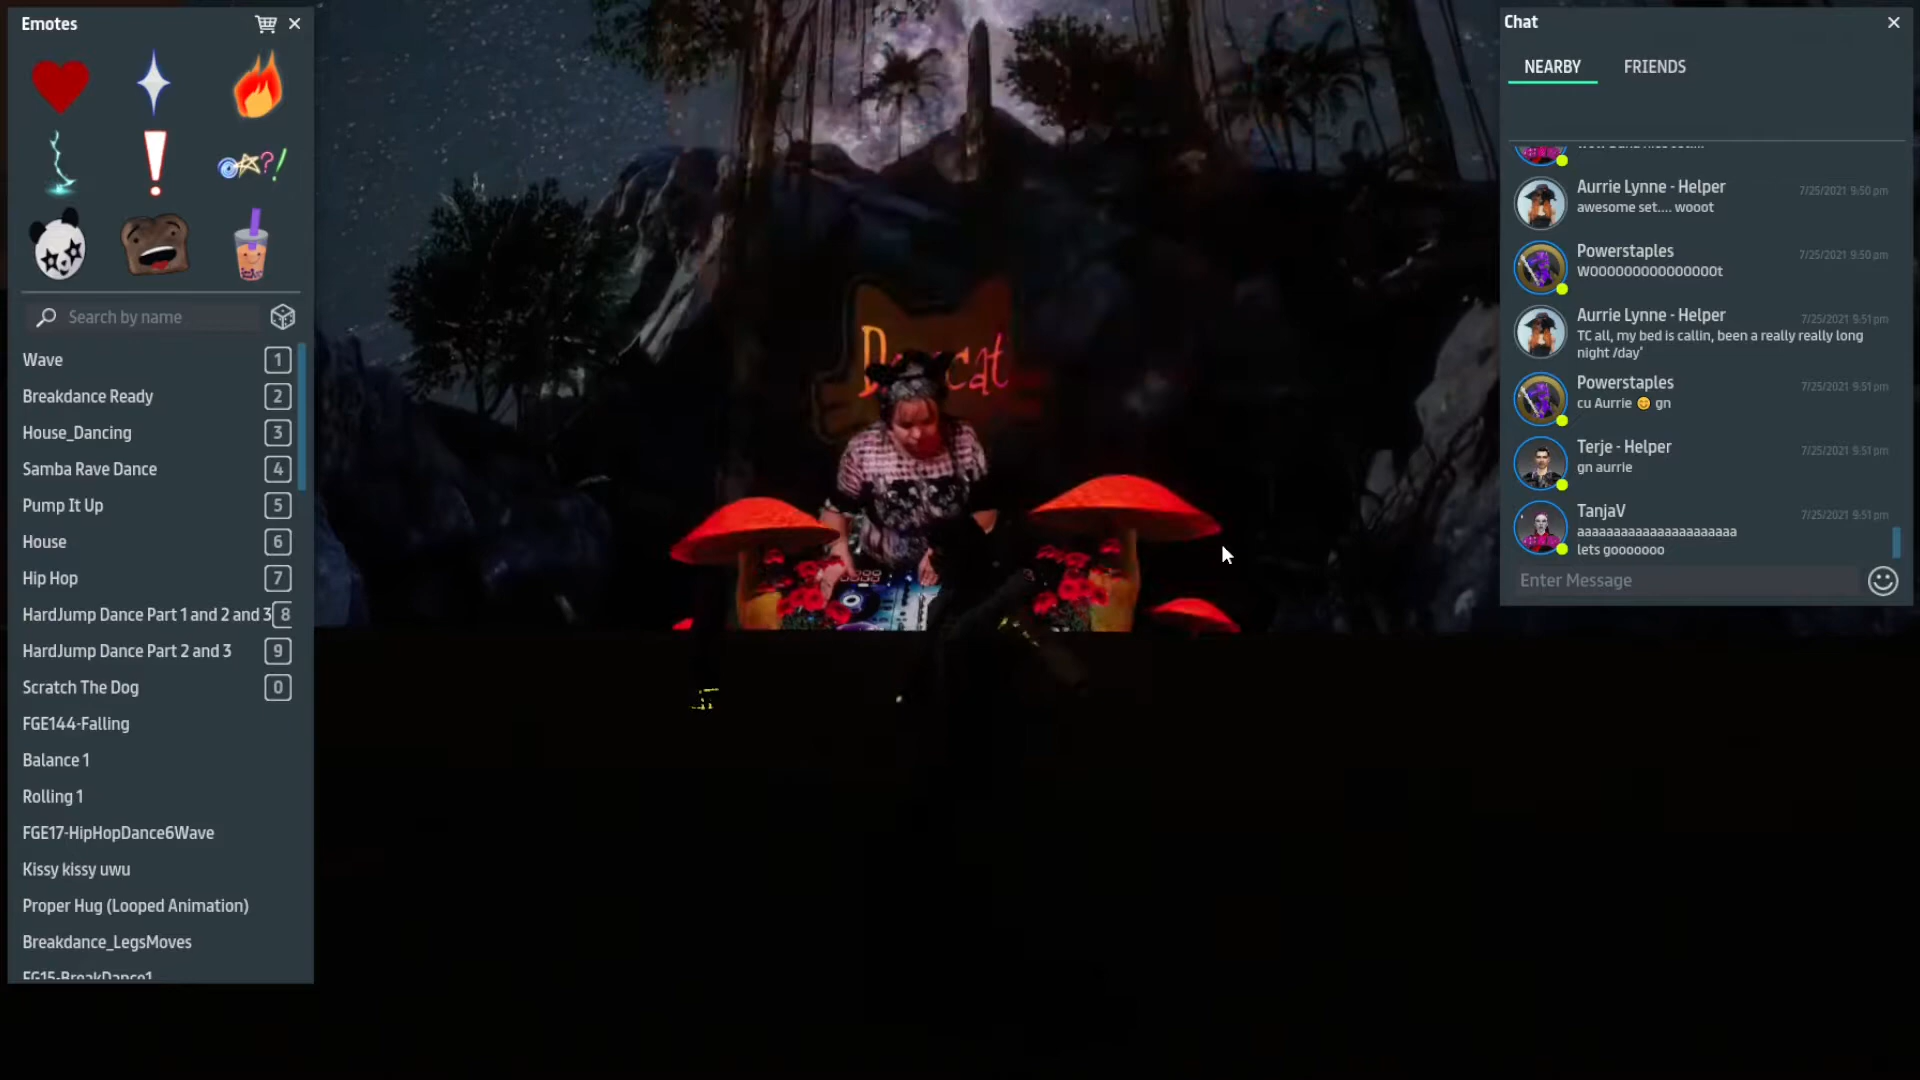 Emotes
Search by name
Wave 1
Breakdance Ready 2
House_Dancing 3
Samba Rave Dance 4
Pump It Up 5
House 6
Hip Hop 7
HardJump Dance Part 1 and 2 and 3 8
HardJump Dance Part 2 and 3 9
Scratch The Dog 0
FGE144-Falling
Balance 1
Rolling 1
FGE17-HipHopDance6Wave
Kissy kissy uwu
Proper Hug (Looped Animation)
Breakdance_LegsMoves
FG15-BreakDance1
Chat
NEARBY FRIENDS
Aurrie Lynne - Helper 7/25/2021 9:50 pm
awesome set.... wooot
Powerstaples 7/25/2021 9:50 pm
WOOOOOOOOOOOOOOOOt
Aurrie Lynne - Helper 7/25/2021 9:51 pm
TC all, my bed is callin, been a really really long
night /day'
Powerstaples 7/25/2021 9:51 pm
cu Aurrie 😊 gn
Terje - Helper 7/25/2021 9:51 pm
gn aurrie
TanjaV 7/25/2021 9:51 pm
aaaaaaaaaaaaaaaaaaaaaa
lets gooooooo
Enter Message